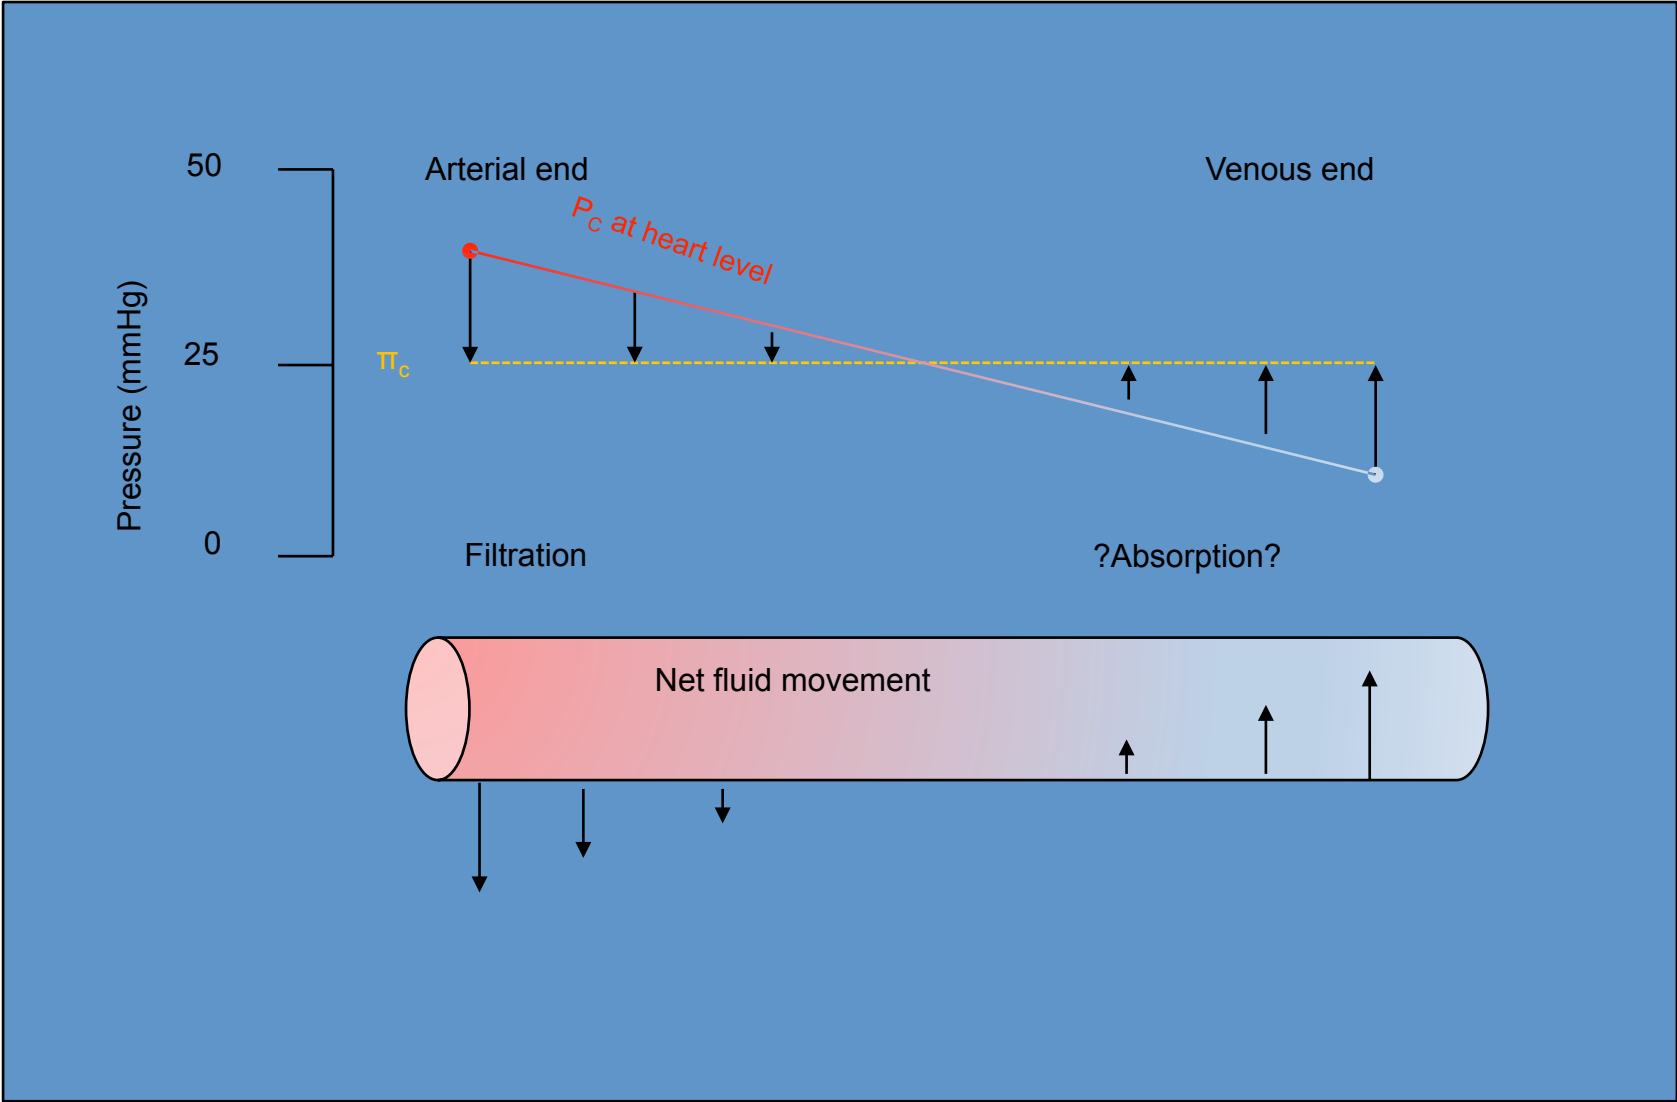 50
Arterial end
Venous end
PC at heart level
Pressure (mmHg)
25
πc
0
Filtration
?Absorption?
Net fluid movement